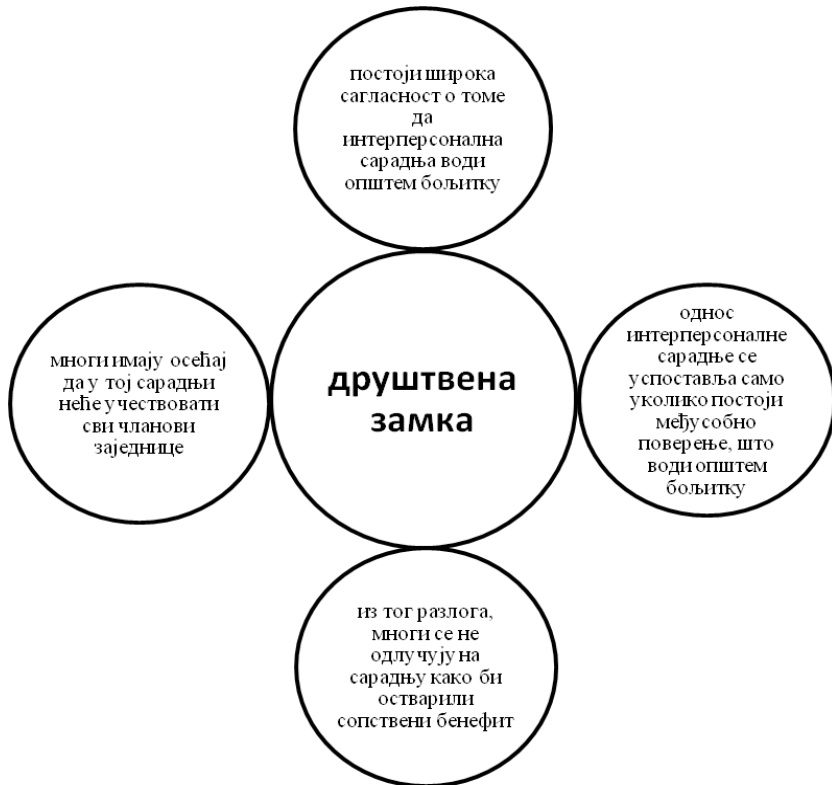 постоји широка
сагласност о томе
да
интерперсонална
сарадња води
општем бољитку
многи имају осећај
да у тој сарадњи
неће учествовати
сви чланови
заједнице
друштвена
замка
однос
интерперсоналне
сарадње се
успоставља само
уколико постоји
међусобно
поверење, што
води општем
бољитку
из тог разлога,
многи се не
одлучују на
сарадњу како би
остварили
сопствени бенефит